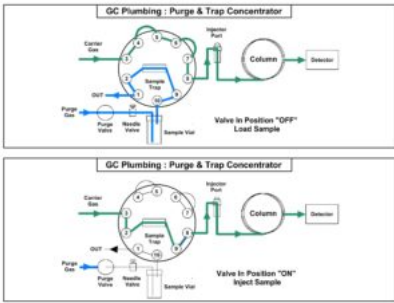 GC Plumbing : Purge & Trap Concentrator
Carrier
Gas
Injector
Port
Sample
Trap
Column
Detector
OUT
Purge
Gas
Purge
Valve
Needle
Valve
Sample Vial
Valve In Position "OFF"
Load Sample
GC Plumbing : Purge & Trap Concentrator
Carrier
Gas
Injector
Port
Sample
Trap
Column
Detector
OUT
Purge
Gas
Purge
Valve
Needle
Valve
Sample Vial
Valve In Position "ON"
Inject Sample